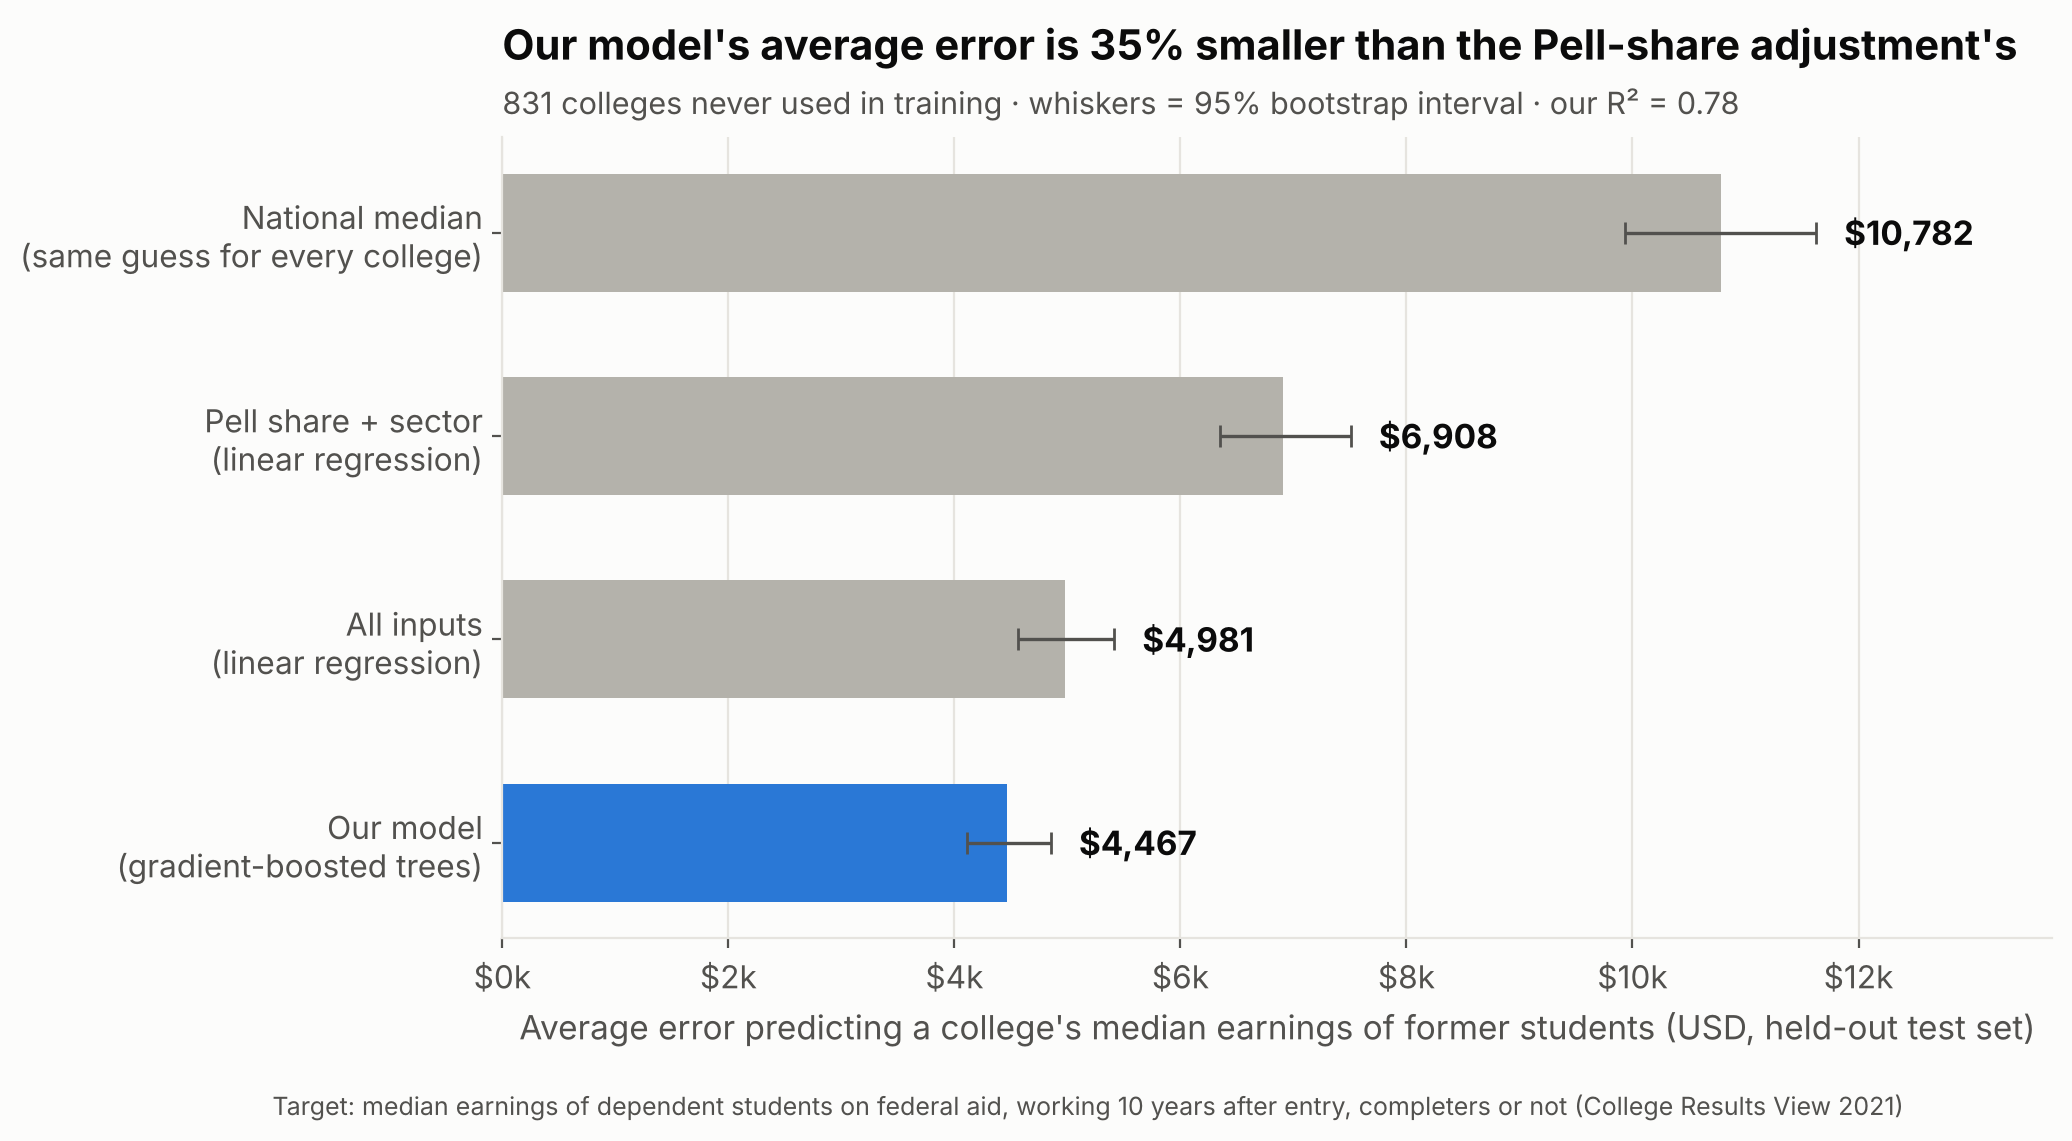 Our model's average error is 35% smaller than the Pell-share adjustment's
831 colleges never used in training · whiskers = 95% bootstrap interval · our R² = 0.78
National median
(same guess for every college)
$10,782
Pell share + sector
(linear regression)
$6,908
All inputs
(linear regression)
$4,981
Our model
(gradient-boosted trees)
$4,467
$0k $2k $4k $6k $8k $10k $12k
Average error predicting a college's median earnings of former students (USD, held-out test set)
Target: median earnings of dependent students on federal aid, working 10 years after entry, completers or not (College Results View 2021)